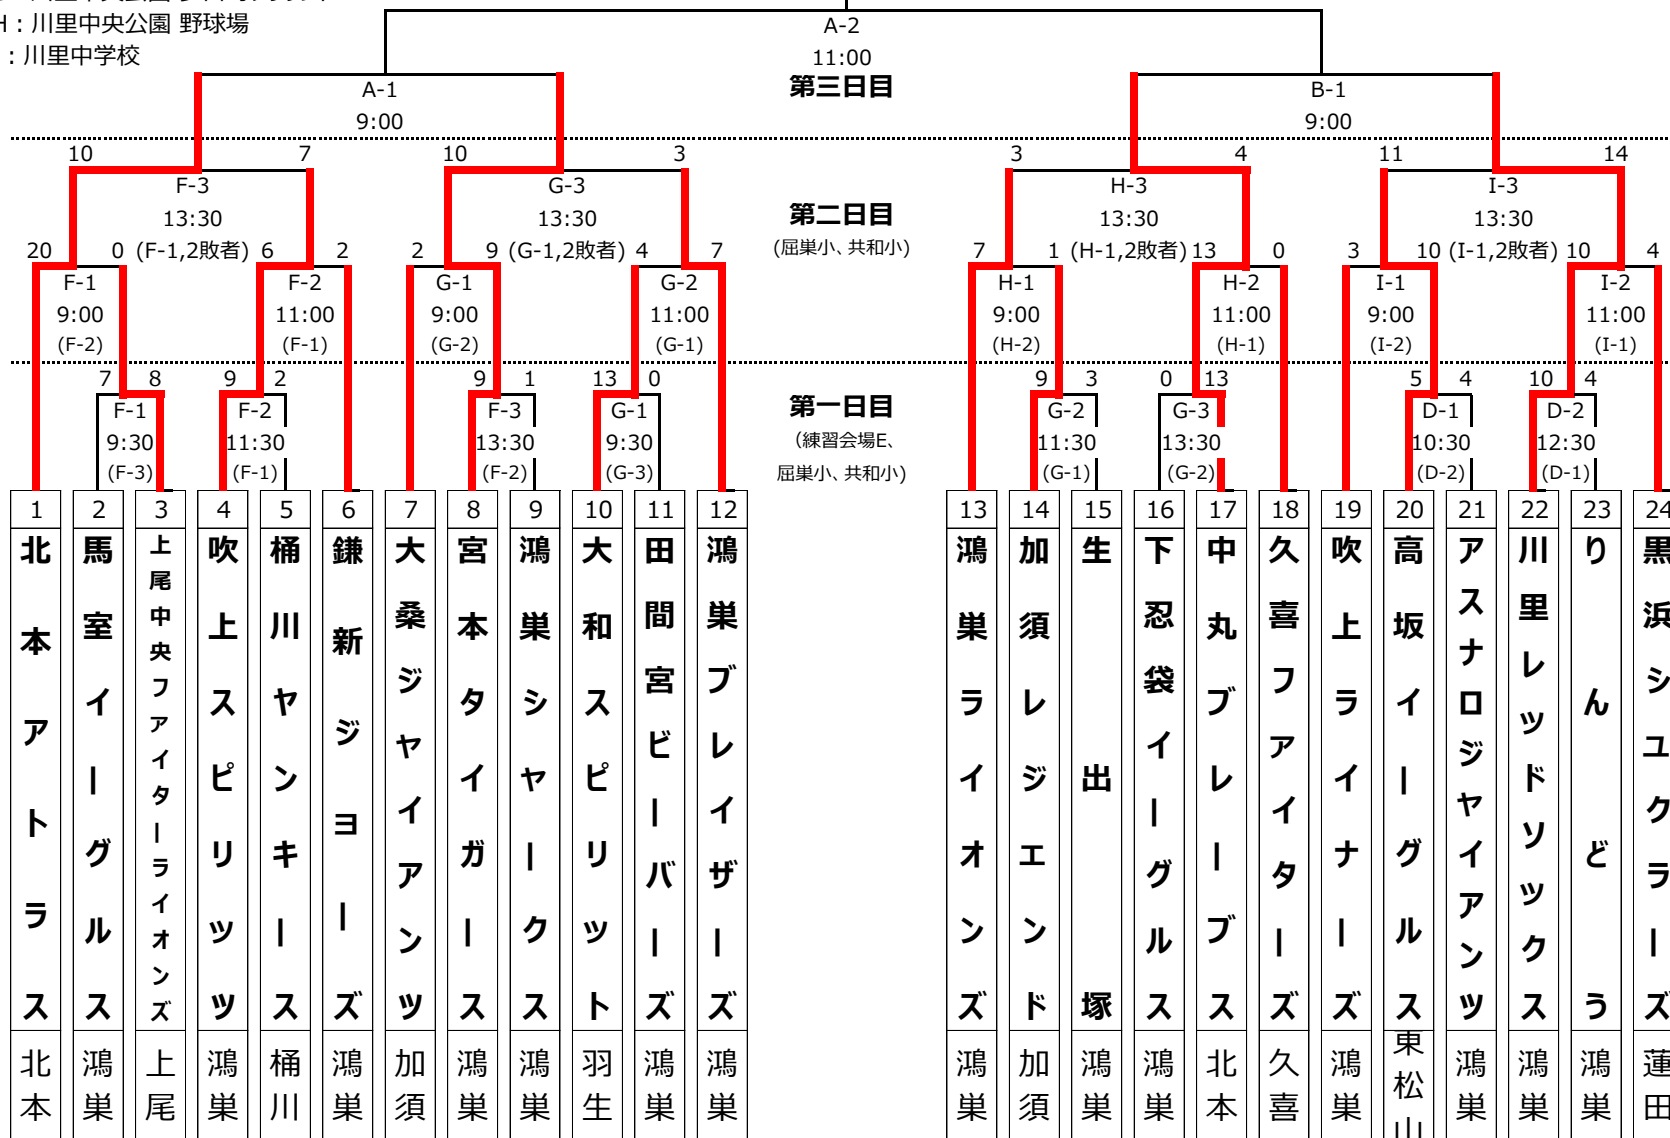 H：川里中央公園 野球場
：川里中学校
A-2
11:00
第三日目
A-1
9:00
B-1
9:00
10 7 10 3 3 4 11 14
F-3 G-3 H-3 I-3
13:30 13:30 13:30 13:30
第二日目
(屈巣小、共和小)
20 0 (F-1,2敗者) 6 2 2 9 (G-1,2敗者) 4 7 7 1 (H-1,2敗者) 13 0 3 10 (I-1,2敗者) 10 4
F-1 F-2 G-1 G-2 H-1 H-2 I-1 I-2
9:00 11:00 9:00 11:00 9:00 11:00 9:00 11:00
(F-2) (F-1) (G-2) (G-1) (H-2) (H-1) (I-2) (I-1)
7 8 9 2 9 1 13 0 9 3 0 13 5 4 10 4
F-1 F-2 F-3 G-1 G-2 G-3 D-1 D-2
9:30 11:30 13:30 9:30 11:30 13:30 10:30 12:30
(F-3) (F-1) (F-2) (G-3) (G-1) (G-2) (D-2) (D-1)
第一日目
(練習会場E、
屈巣小、共和小)
1 2 3 4 5 6 7 8 9 10 11 12 13 14 15 16 17 18 19 20 21 22 23 24
北本アトラス
馬室イーグルス
上尾中央ファイターライオンズ
吹上スピリッツ
桶川ヤンキース
鎌新ジヨーズ
大桑ジャイアンツ
宮本タイガース
鴻巣シャークス
大和スピリット
田間宮ビーバーズ
鴻巣ブレイザーズ
鴻巣ライオンズ
加須レジエンド
生出塚
下忍袋イーグルス
中丸ブレーブス
久喜ファイターズ
吹上ライナーズ
高坂イーグルス
アスナロジャイアンツ
川里レッドソックス
りんどう
黒浜シユクラーズ
北本
鴻巣
上尾
鴻巣
桶川
鴻巣
加須
鴻巣
鴻巣
羽生
鴻巣
鴻巣
鴻巣
加須
鴻巣
鴻巣
北本
久喜
鴻巣
東松山
鴻巣
鴻巣
鴻巣
蓮田